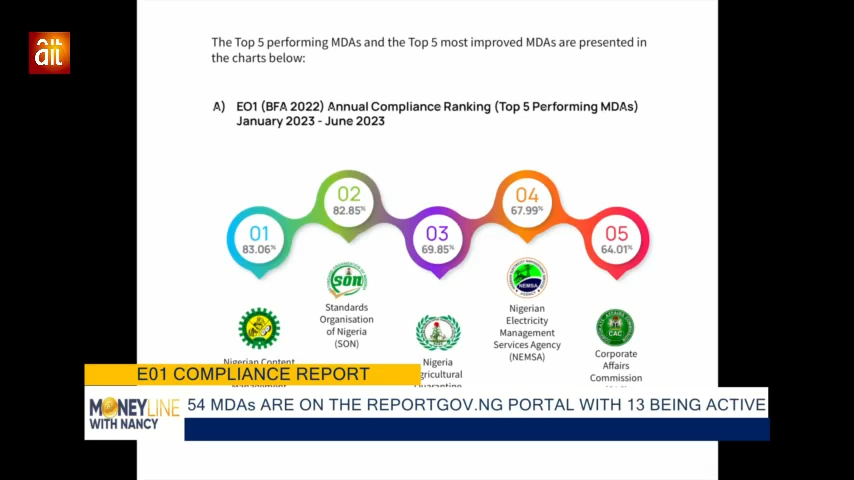 ait
The Top 5 performing MDAs and the Top 5 most improved MDAs are presented in
the charts below:
A) EO1 (BFA 2022) Annual Compliance Ranking (Top 5 Performing MDAs)
January 2023 - June 2023
01
83.06%
02
82.85%
03
69.85%
04
67.99%
05
64.01%
SON
Standards
Organisation
of Nigeria
(SON)
NEMSA
Nigerian
Electricity
Management
Services Agency
(NEMSA)
CAC
Corporate
Affairs
Commission
Nigerian Content
Nigeria
Agricultural
E01 COMPLIANCE REPORT
MONEYLINE
WITH NANCY
54 MDAs ARE ON THE REPORTGOV.NG PORTAL WITH 13 BEING ACTIVE